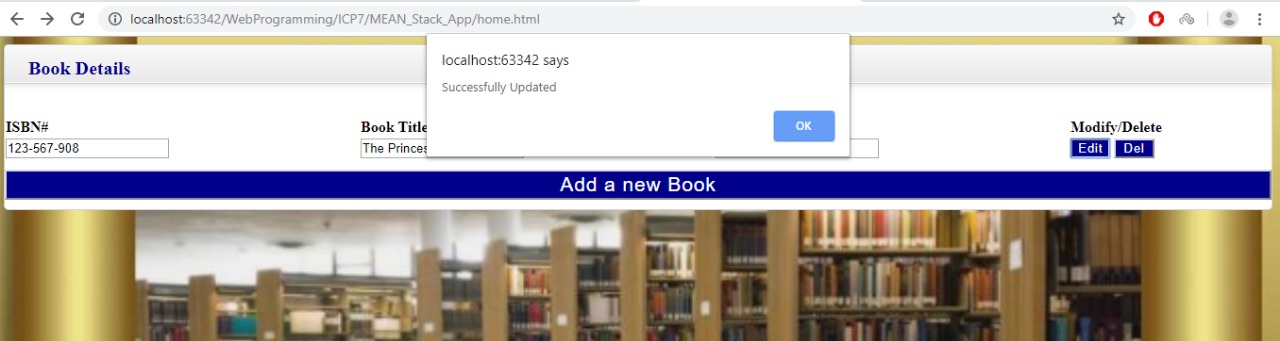 localhost:63342/WebProgramming/ICP7/MEAN_Stack_App/home.html
localhost:63342 says
Successfully Updated
OK
Book Details
ISBN# Book Title Modify/Delete
123-567-908 The Edit Del
Add a new Book